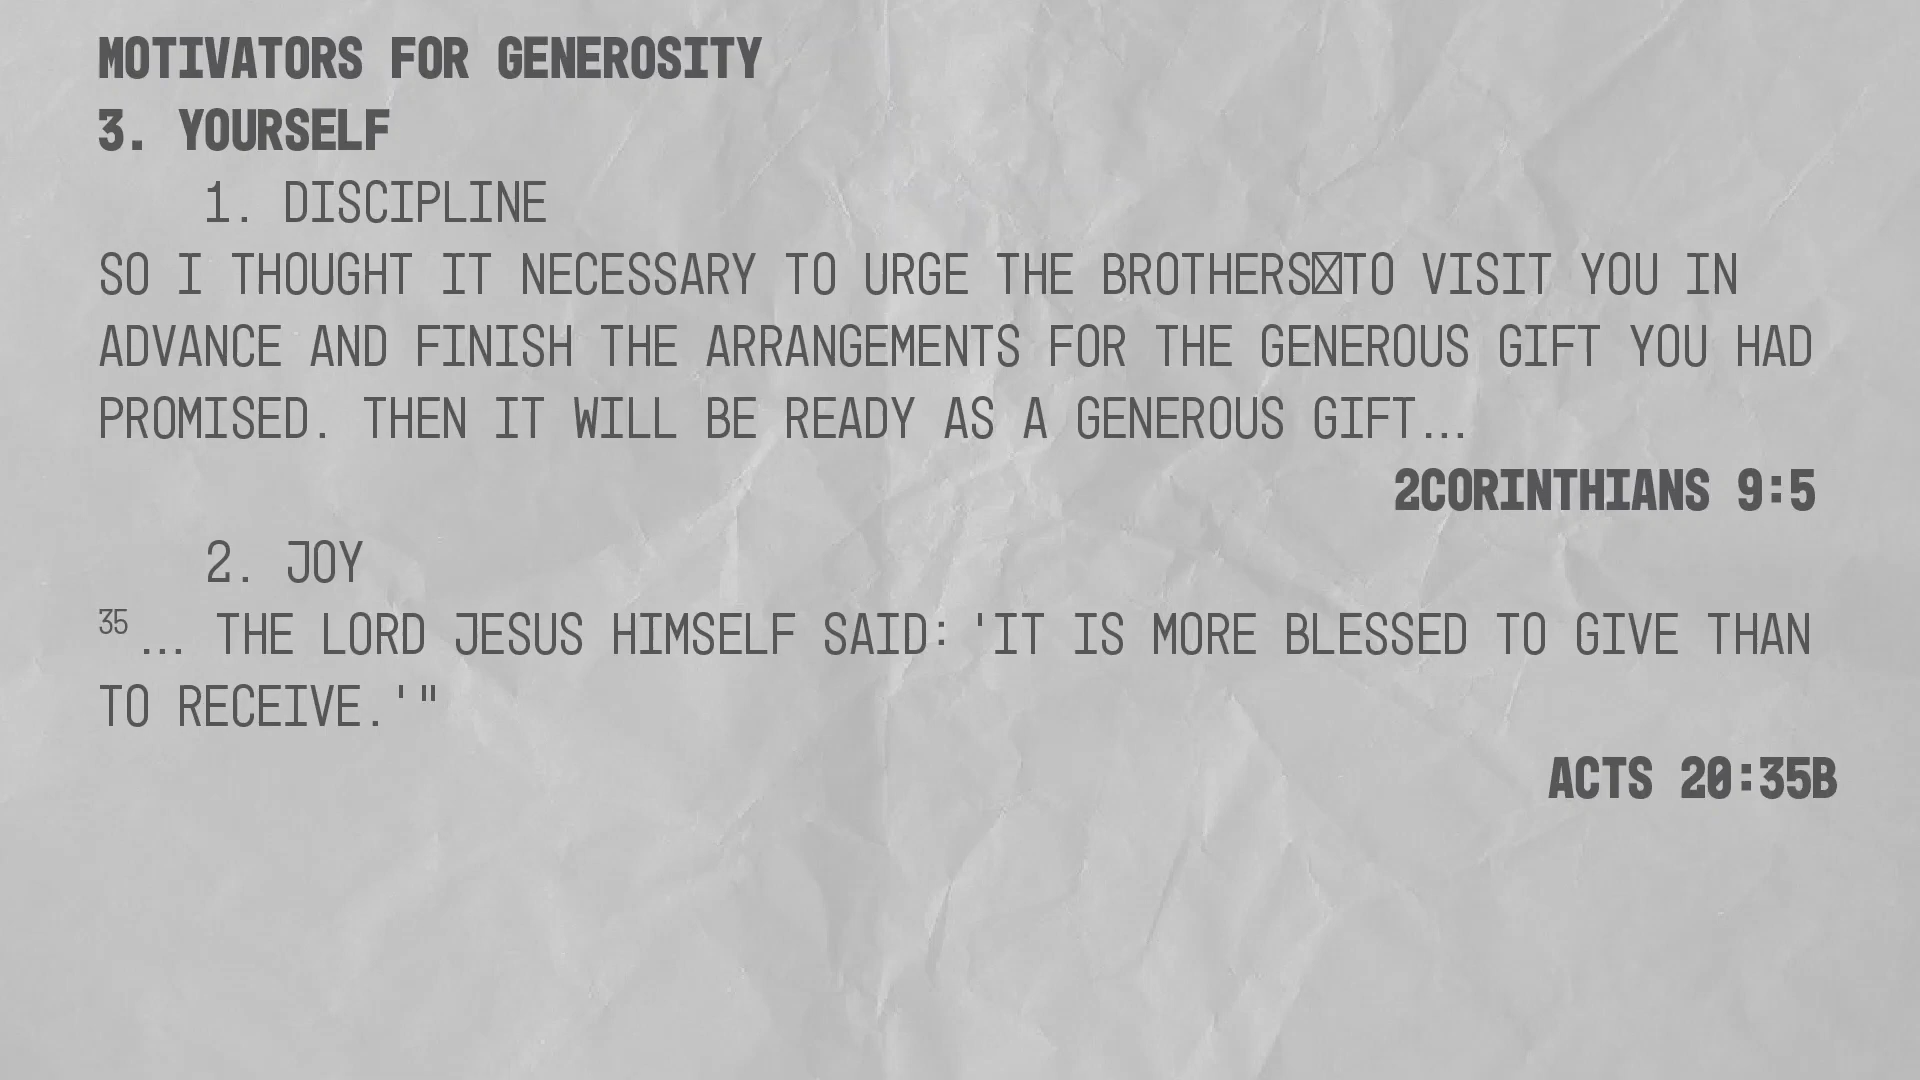 MOTIVATORS FOR GENEROSITY
3. YOURSELF
1. DISCIPLINE
SO I THOUGHT IT NECESSARY TO URGE THE BROTHERS☒TO VISIT YOU IN
ADVANCE AND FINISH THE ARRANGEMENTS FOR THE GENEROUS GIFT YOU HAD
PROMISED. THEN IT WILL BE READY AS A GENEROUS GIFT...
2CORINTHIANS 9:5
2. JOY
35 ... THE LORD JESUS HIMSELF SAID: 'IT IS MORE BLESSED TO GIVE THAN
TO RECEIVE.'"
ACTS 20:35B